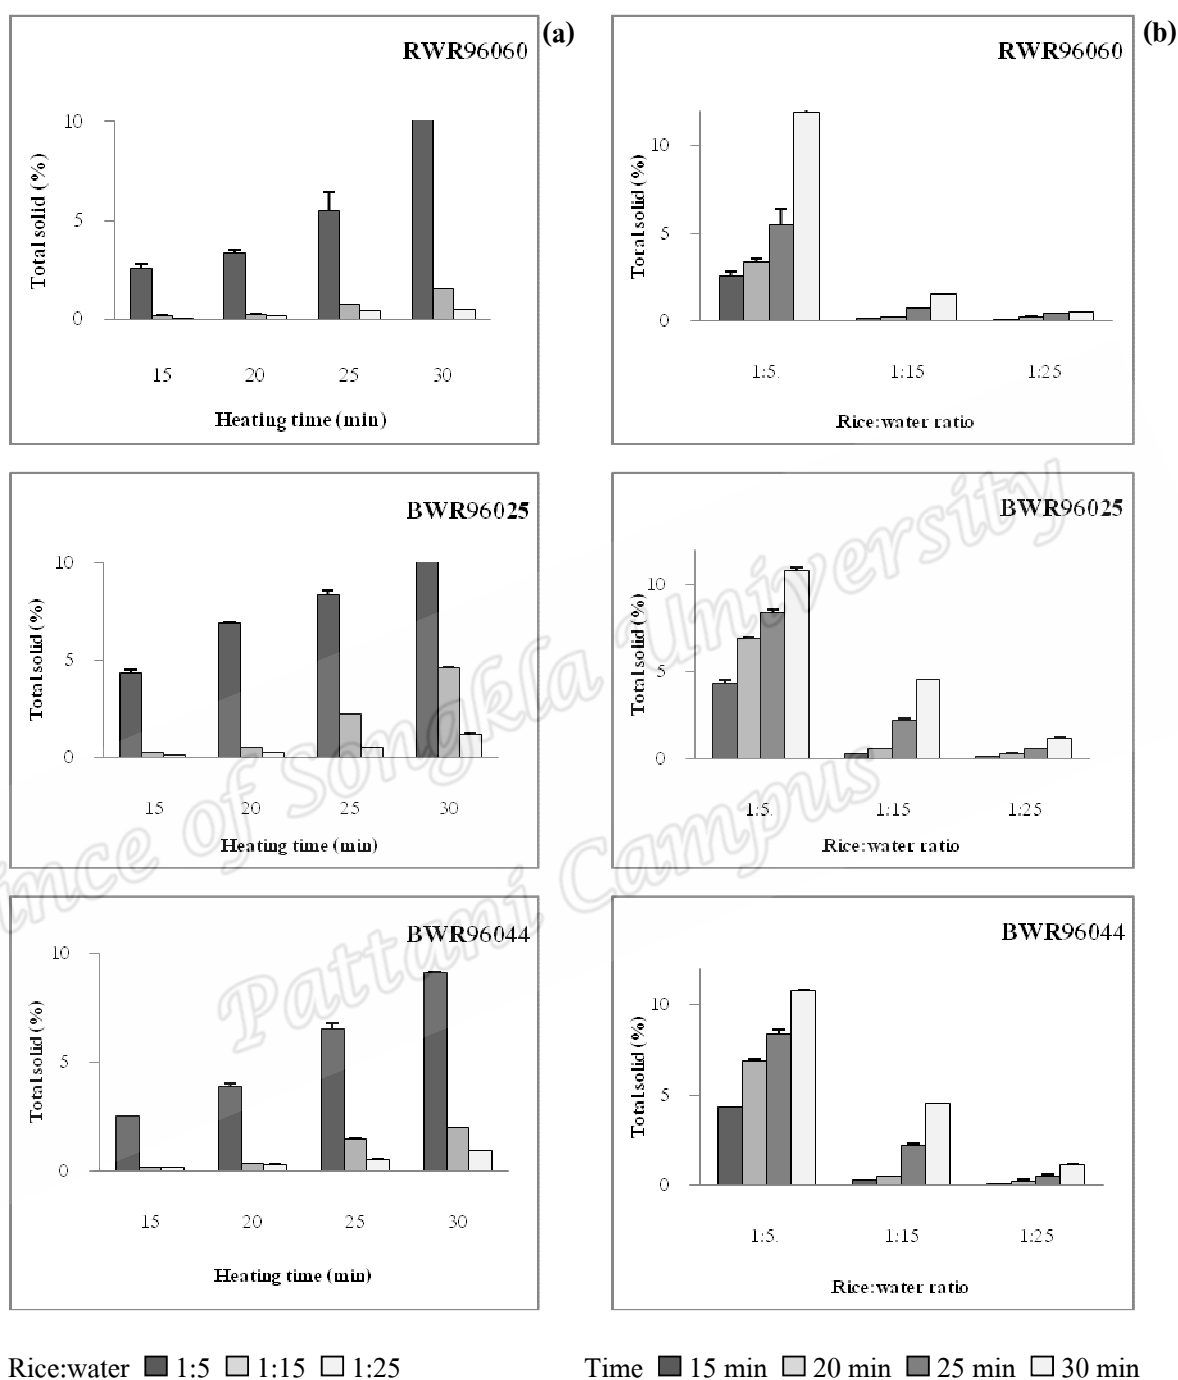 (a)
RWR96060
10
5
0
Total solid (%)
15 20 25 30
Heating time (min)
(b)
RWR96060
10
5
0
Total solid (%)
1:5. 1:15 1:25
Rice:water ratio
BWR96025
10
5
0
Total solid (%)
15 20 25 30
Heating time (min)
BWR96025
10
5
0
Total solid (%)
1:5. 1:15 1:25
Rice:water ratio
BWR96044
10
5
0
Total solid (%)
15 20 25 30
Heating time (min)
BWR96044
10
5
0
Total solid (%)
1:5. 1:15 1:25
Rice:water ratio
Rice:water 1:5 1:15 1:25
Time 15 min 20 min 25 min 30 min
of Songkla University
Pattani Campus